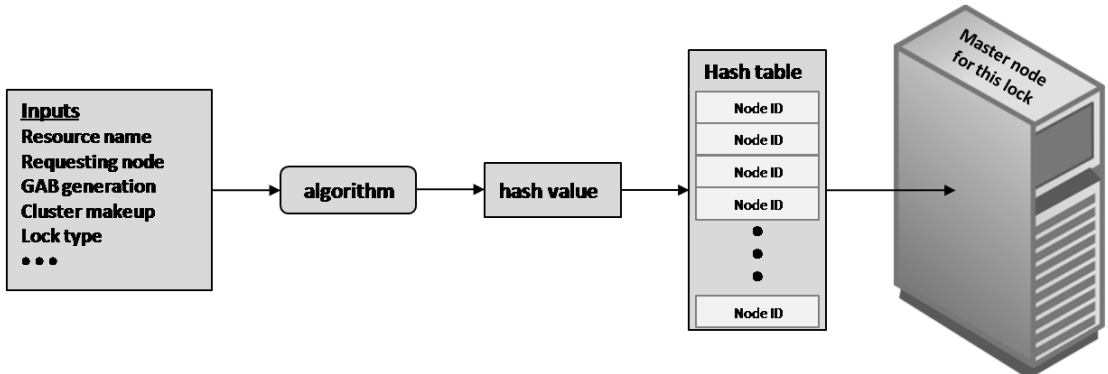 Inputs
Resource name
Requesting node
GAB generation
Cluster makeup
Lock type
• • •
algorithm
hash value
Hash table
Node ID
Node ID
Node ID
Node ID
Node ID
Master node
for this lock